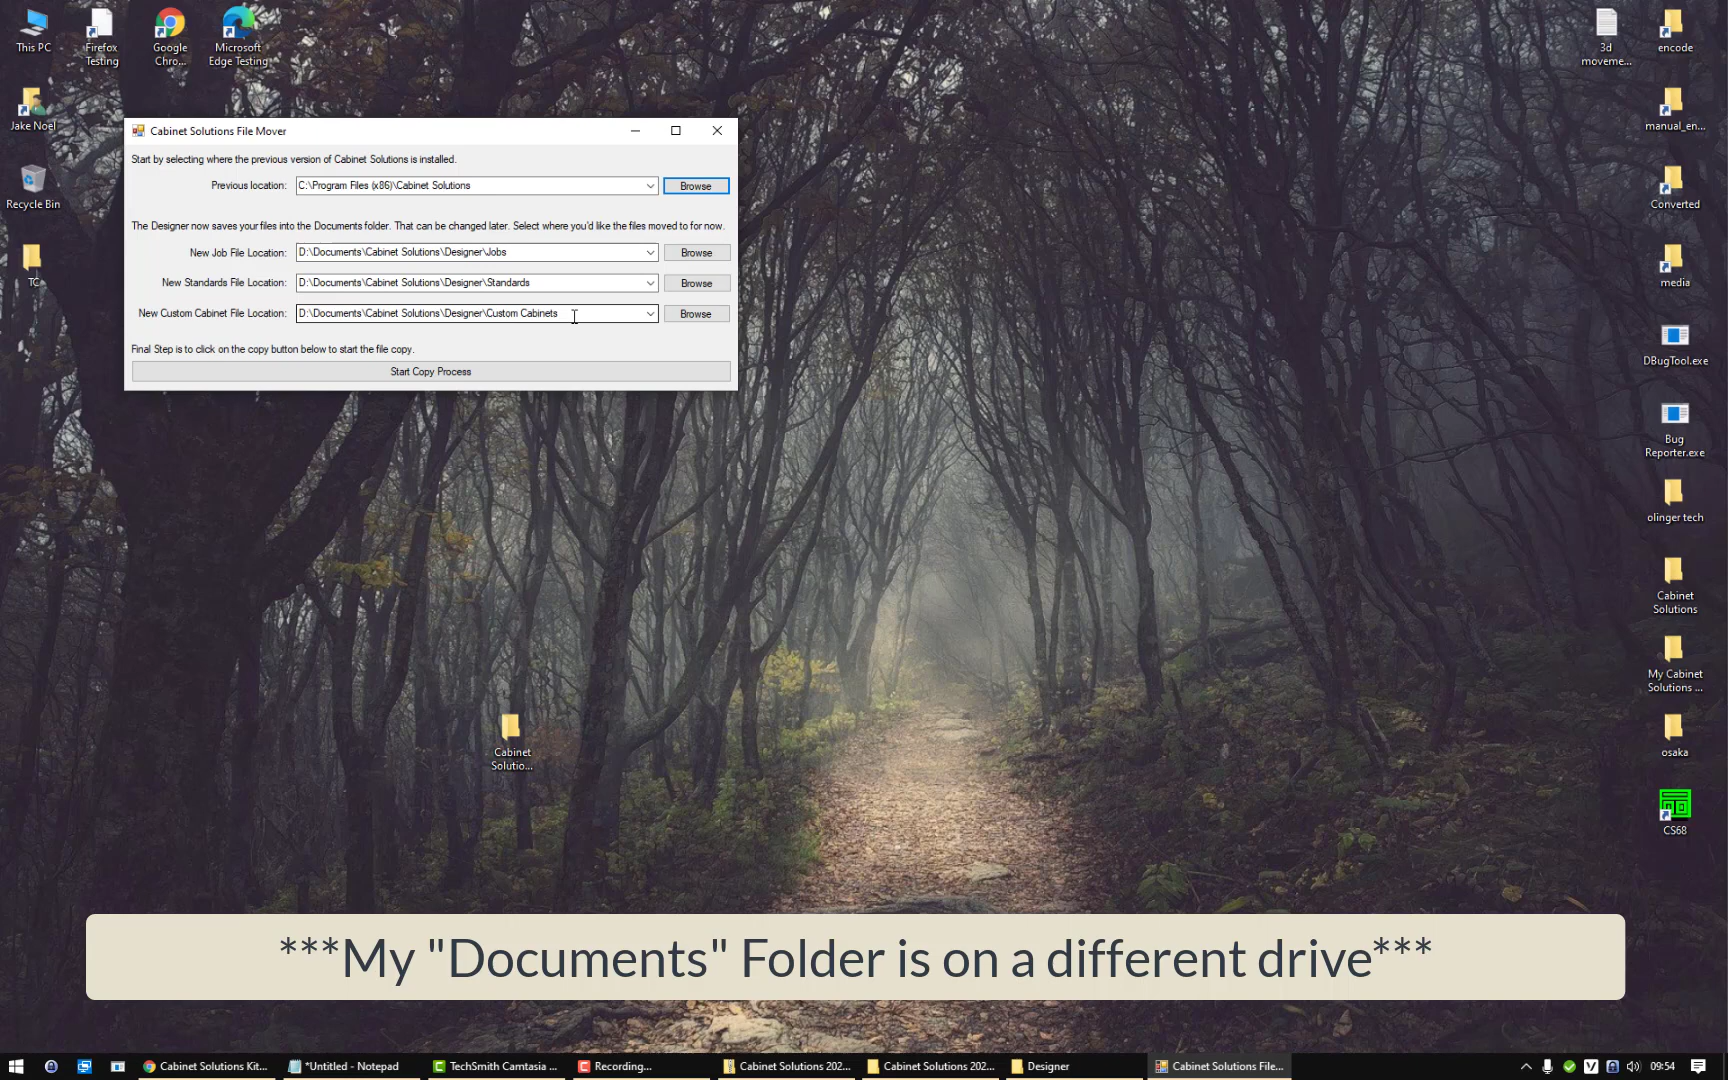 This PC
Firefox
Testing
Google
Chro...
Microsoft
Edge Testing
3d
moveme...
encode
Jake Noel
manual_en...
Recycle Bin
Converted
TC
media
DBugTool.exe
Bug
Reporter.exe
olinger tech
Cabinet
Solutions
My Cabinet
Solutions ...
osaka
CS68
Cabinet
Solutio...
Cabinet Solutions File Mover
Start by selecting where the previous version of Cabinet Solutions is installed.
Previous location: C:\Program Files (x86)\Cabinet Solutions Browse
The Designer now saves your files into the Documents folder. That can be changed later. Select where you'd like the files moved to for now.
New Job File Location: D:\Documents\Cabinet Solutions\Designer\Jobs Browse
New Standards File Location: D:\Documents\Cabinet Solutions\Designer\Standards Browse
New Custom Cabinet File Location: D:\Documents\Cabinet Solutions\Designer\Custom Cabinets Browse
Final Step is to click on the copy button below to start the file copy.
Start Copy Process
***My "Documents" Folder is on a different drive***
Cabinet Solutions Kit... *Untitled - Notepad TechSmith Camtasia ... Recording... Cabinet Solutions 202... Cabinet Solutions 202... Designer Cabinet Solutions File... 09:54